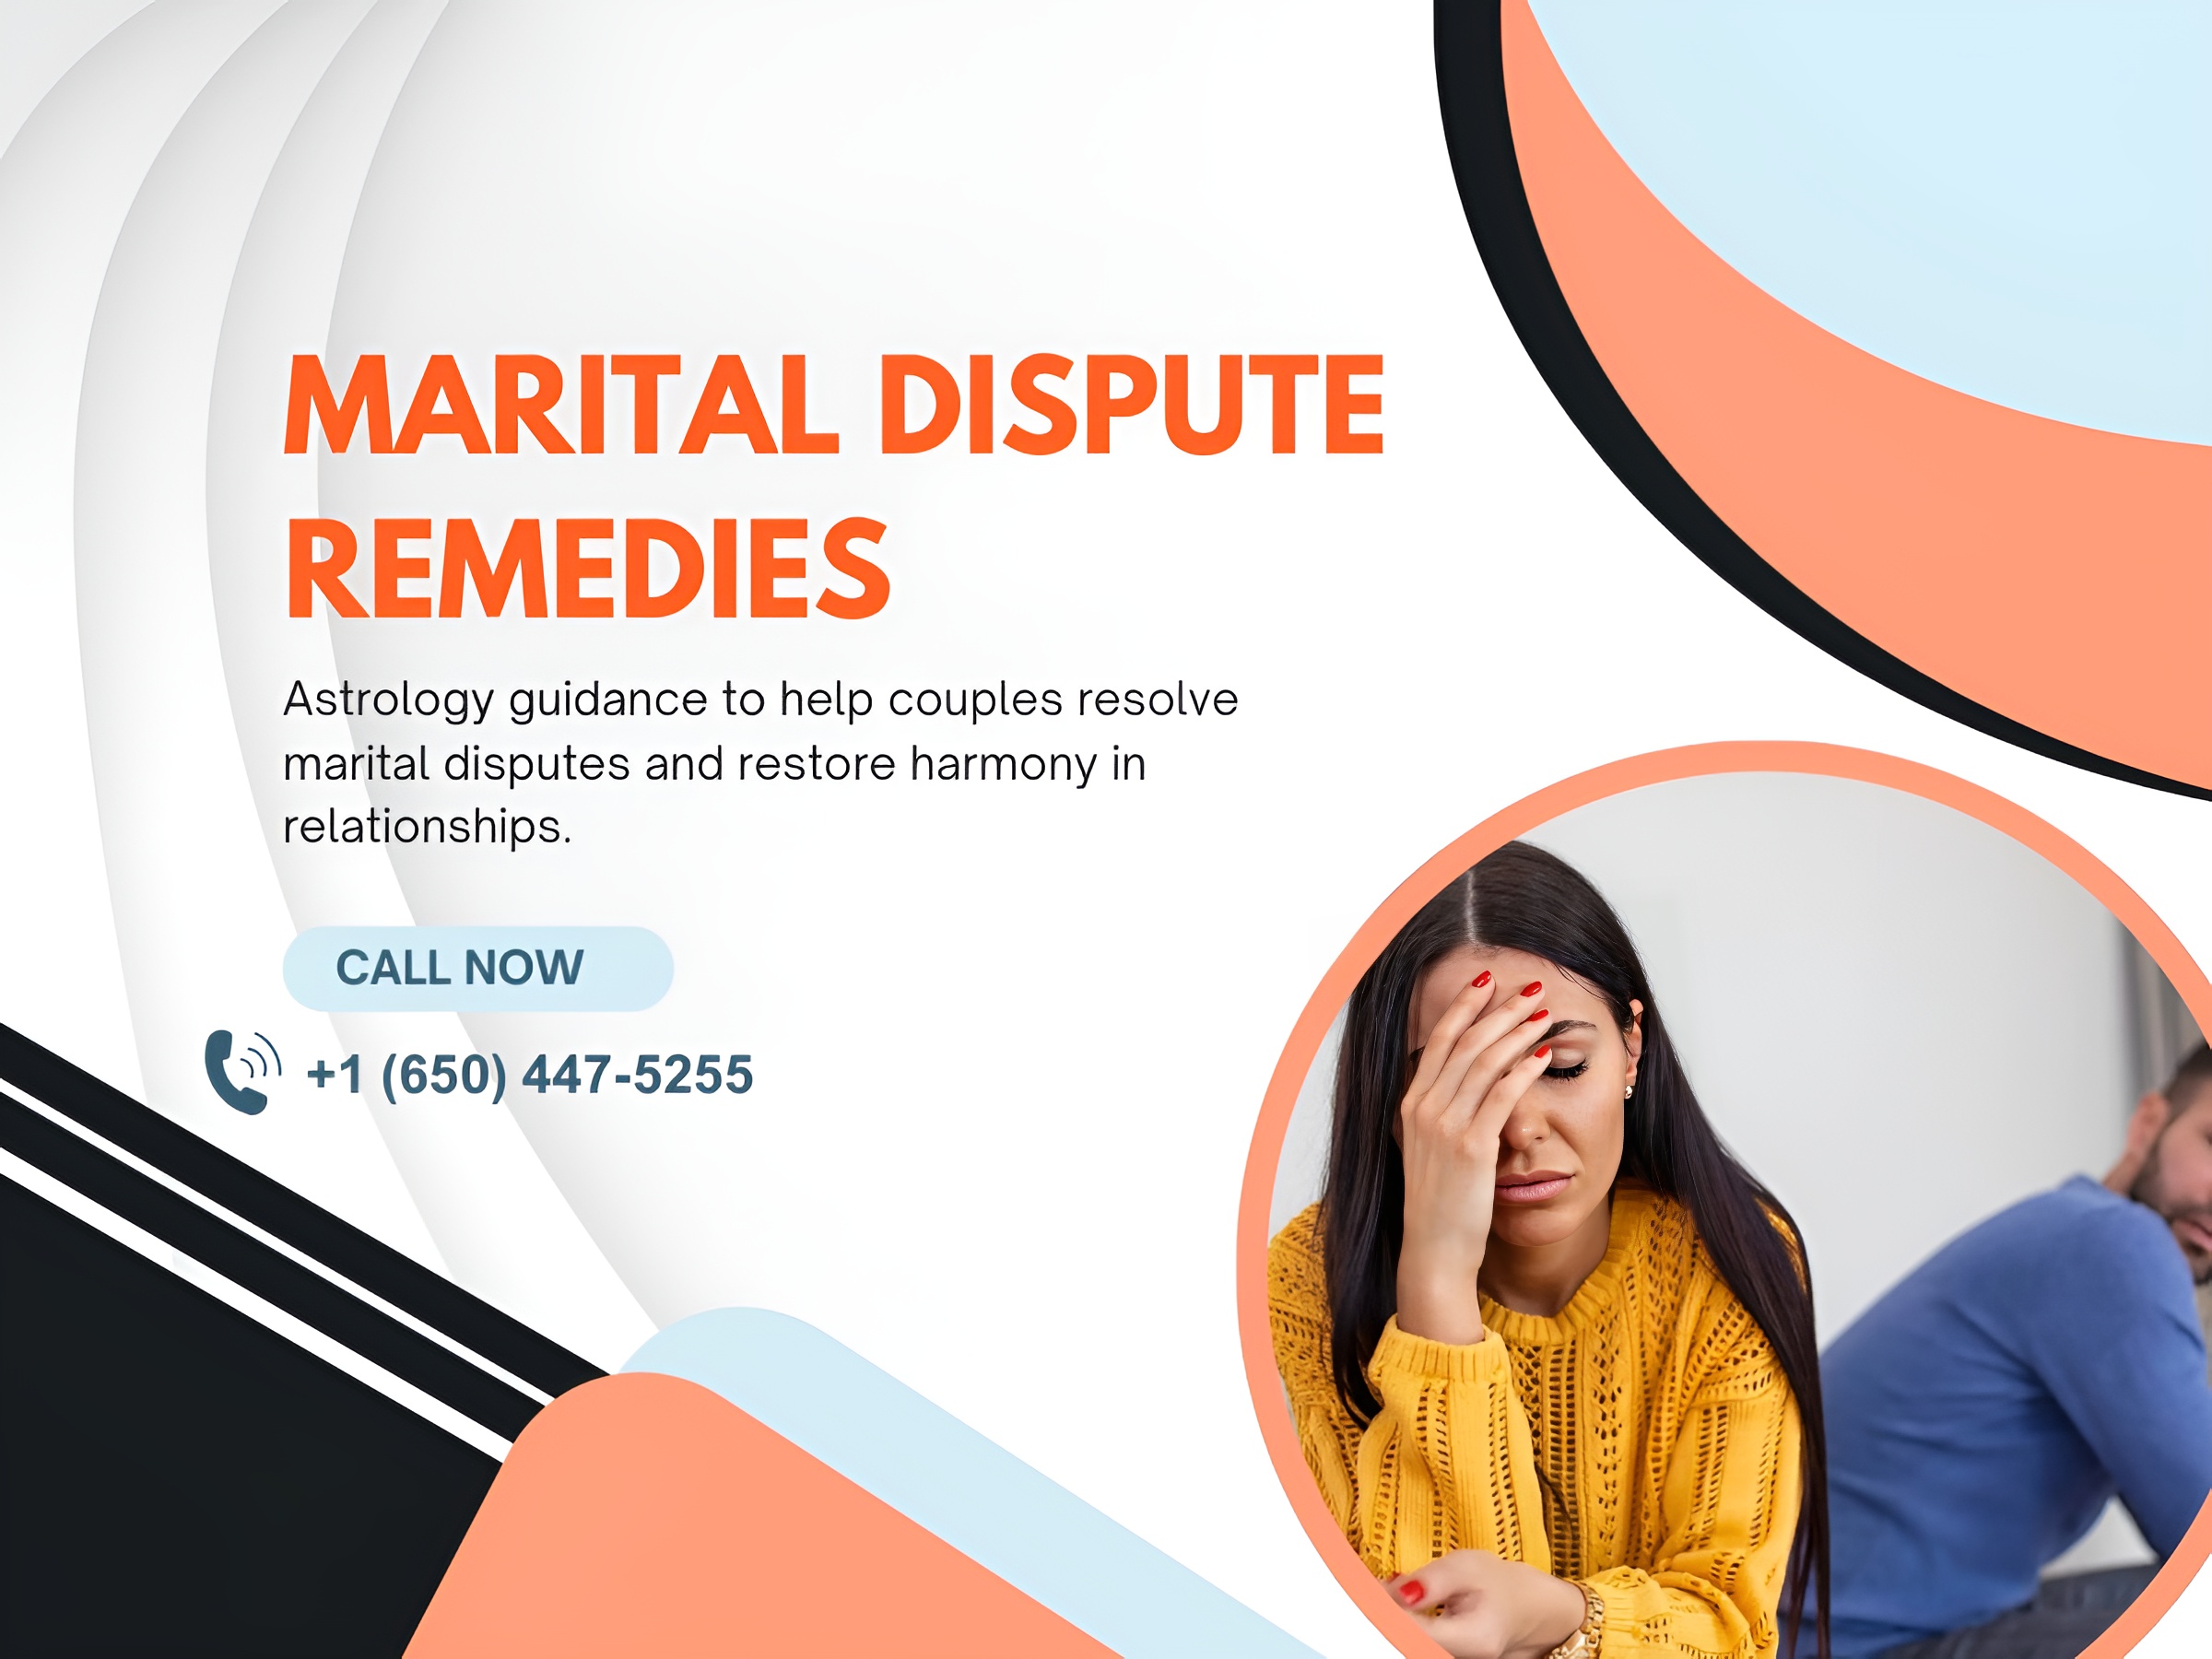 MARITAL DISPUTE
REMEDIES
Astrology guidance to help couples resolve
marital disputes and restore harmony in
relationships.
CALL NOW
+1 (650) 447-5255